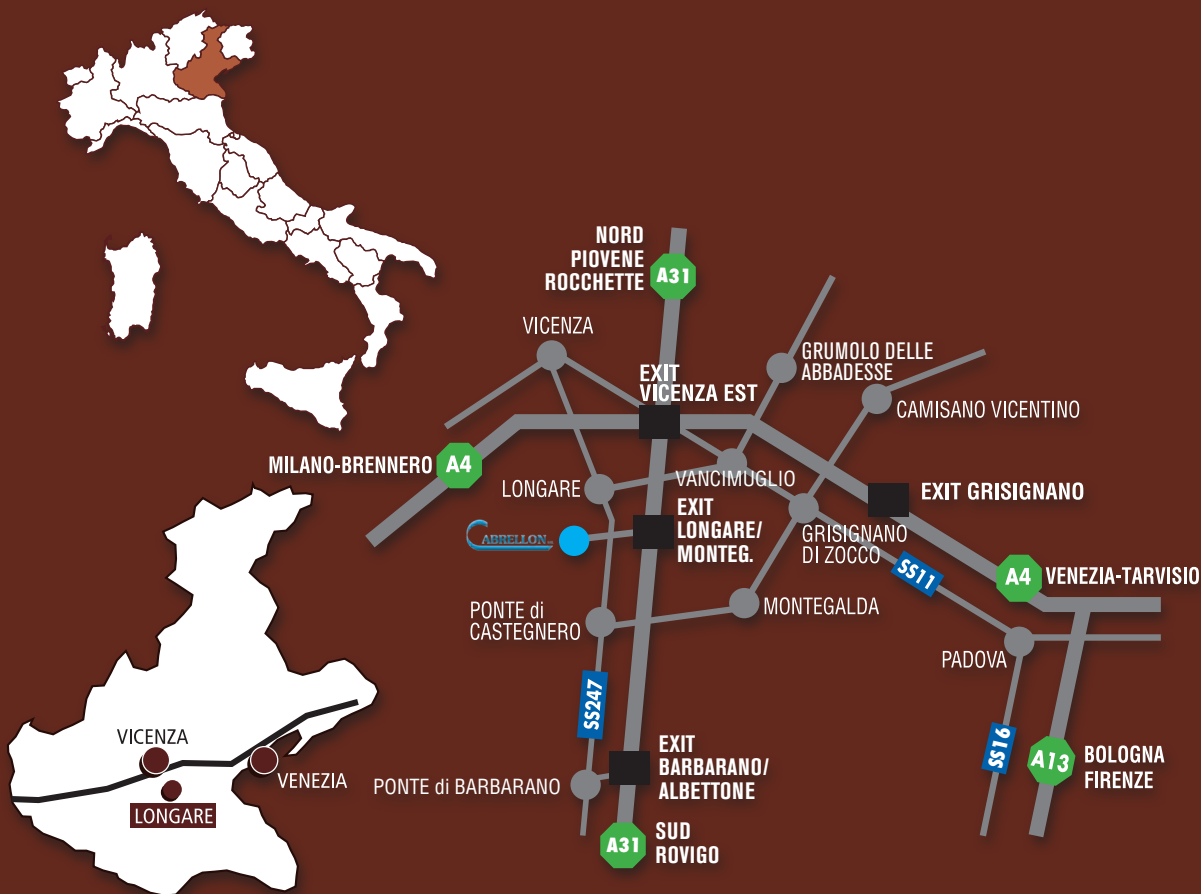 NORD
PIOVENE
ROCCHETTE
A31
VICENZA
GRUMOLO DELLE
ABBADESSE
EXIT
VICENZA EST
CAMISANO VICENTINO
MILANO-BRENNERO
A4
LONGARE
VANCIMUGLIO
EXIT GRISIGNANO
EXIT
LONGARE/
MONTEG.
CABRELLON
GRISIGNANO
DI ZOCCO
SS11
A4
VENEZIA-TARVISIO
PONTE di
CASTEGNERO
MONTEGALDA
PADOVA
SS247
SS16
EXIT
BARBARANO/
ALBETTONE
A13
BOLOGNA
FIRENZE
PONTE di BARBARANO
A31
SUD
ROVIGO
VICENZA
VENEZIA
LONGARE